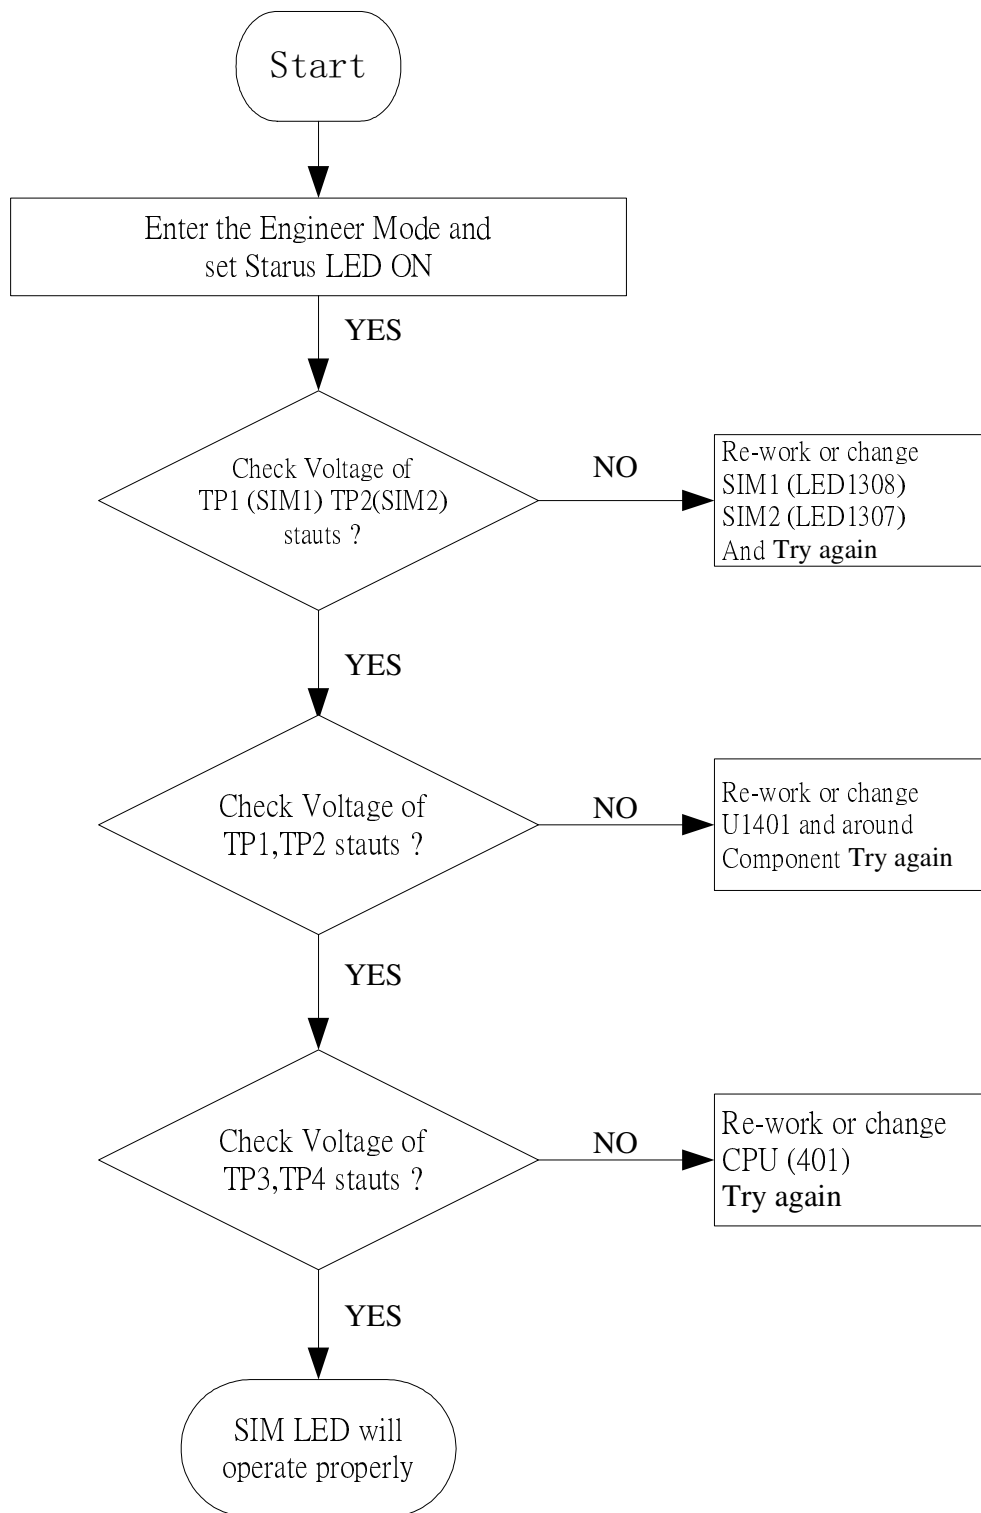 Start
Enter the Engineer Mode and
set Starus LED ON
YES
Check Voltage of
TP1 (SIM1) TP2(SIM2)
stauts ?
NO
Re-work or change
SIM1 (LED1308)
SIM2 (LED1307)
And Try again
YES
Check Voltage of
TP1,TP2 stauts ?
NO
Re-work or change
U1401 and around
Component Try again
YES
Check Voltage of
TP3,TP4 stauts ?
NO
Re-work or change
CPU (401)
Try again
YES
SIM LED will
operate properly